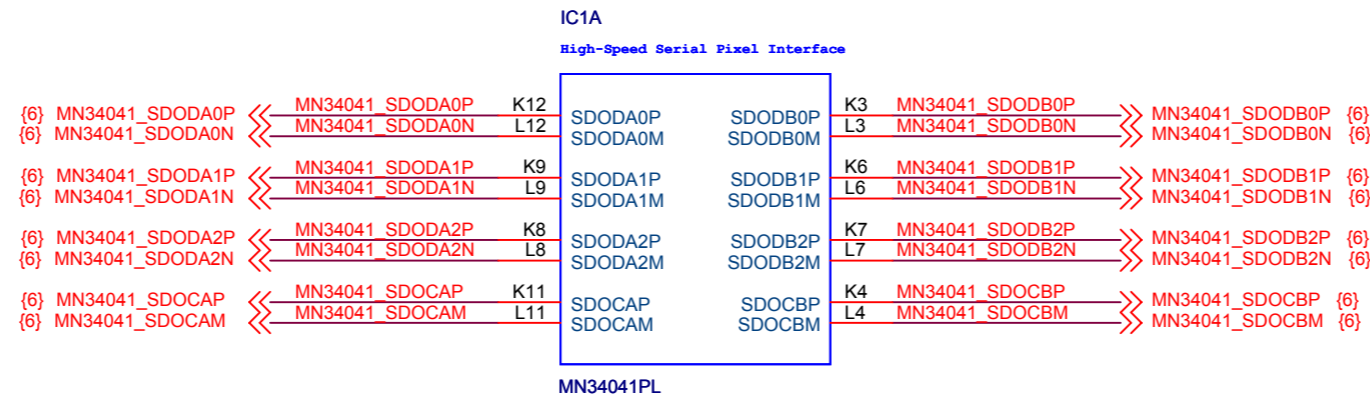 IC1A
High-Speed Serial Pixel Interface
{6} MN34041_SDODA0P MN34041_SDODA0P K12 SDODA0P SDODB0P K3 MN34041_SDODB0P MN34041_SDODB0P {6}
{6} MN34041_SDODA0N MN34041_SDODA0N L12 SDODA0M SDODB0M L3 MN34041_SDODB0N MN34041_SDODB0N {6}
{6} MN34041_SDODA1P MN34041_SDODA1P K9 SDODA1P SDODB1P K6 MN34041_SDODB1P MN34041_SDODB1P {6}
{6} MN34041_SDODA1N MN34041_SDODA1N L9 SDODA1M SDODB1M L6 MN34041_SDODB1N MN34041_SDODB1N {6}
{6} MN34041_SDODA2P MN34041_SDODA2P K8 SDODA2P SDODB2P K7 MN34041_SDODB2P MN34041_SDODB2P {6}
{6} MN34041_SDODA2N MN34041_SDODA2N L8 SDODA2M SDODB2M L7 MN34041_SDODB2N MN34041_SDODB2N {6}
{6} MN34041_SDOCAP MN34041_SDOCAP K11 SDOCAP SDOCBP K4 MN34041_SDOCBP MN34041_SDOCBP {6}
{6} MN34041_SDOCAM MN34041_SDOCAM L11 SDOCAM SDOCBM L4 MN34041_SDOCBM MN34041_SDOCBM {6}
MN34041PL